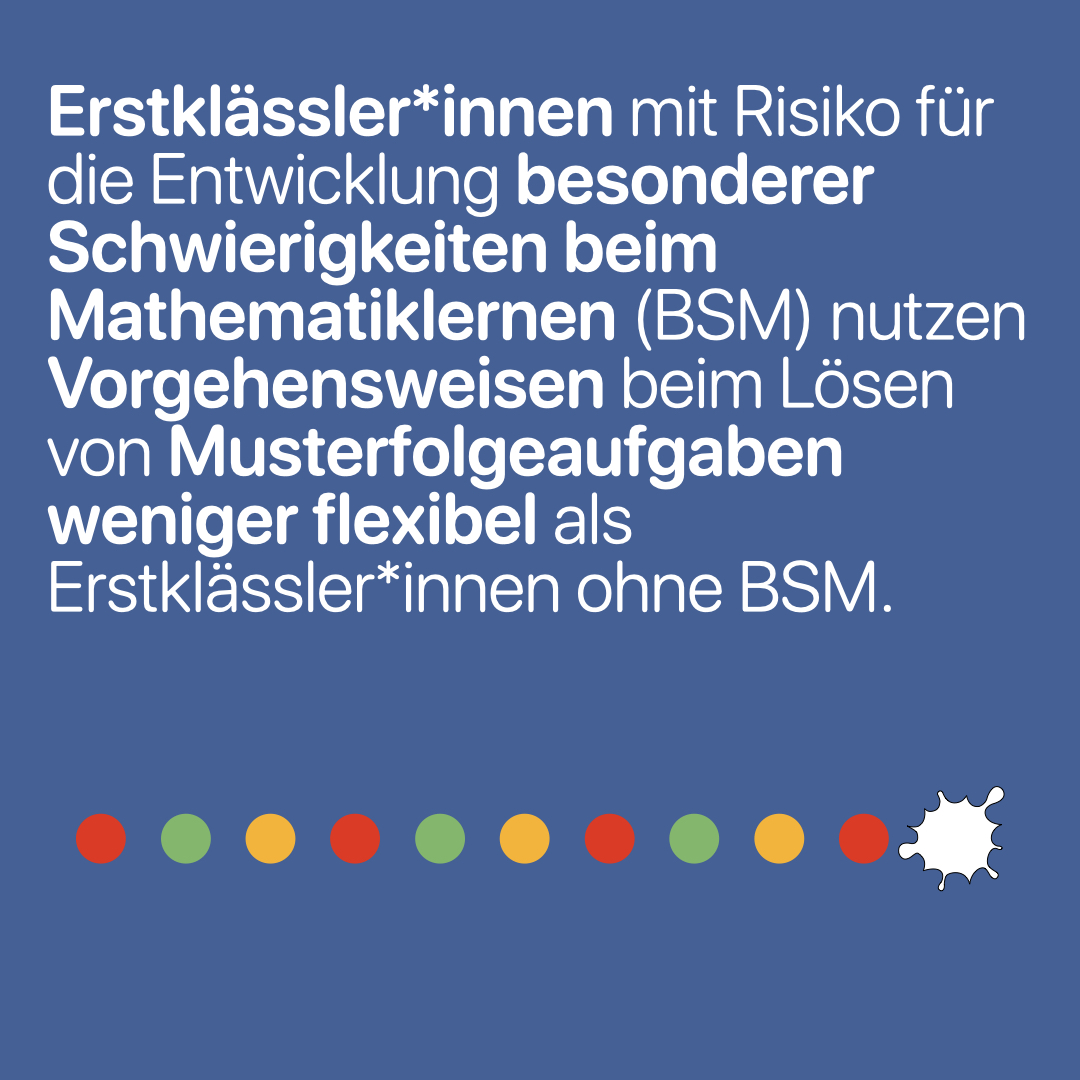 Erstklässler*innen mit Risiko für
die Entwicklung besonderer
Schwierigkeiten beim
Mathematiklernen (BSM) nutzen
Vorgehensweisen beim Lösen
von Musterfolgeaufgaben
weniger flexibel als
Erstklässler*innen ohne BSM.